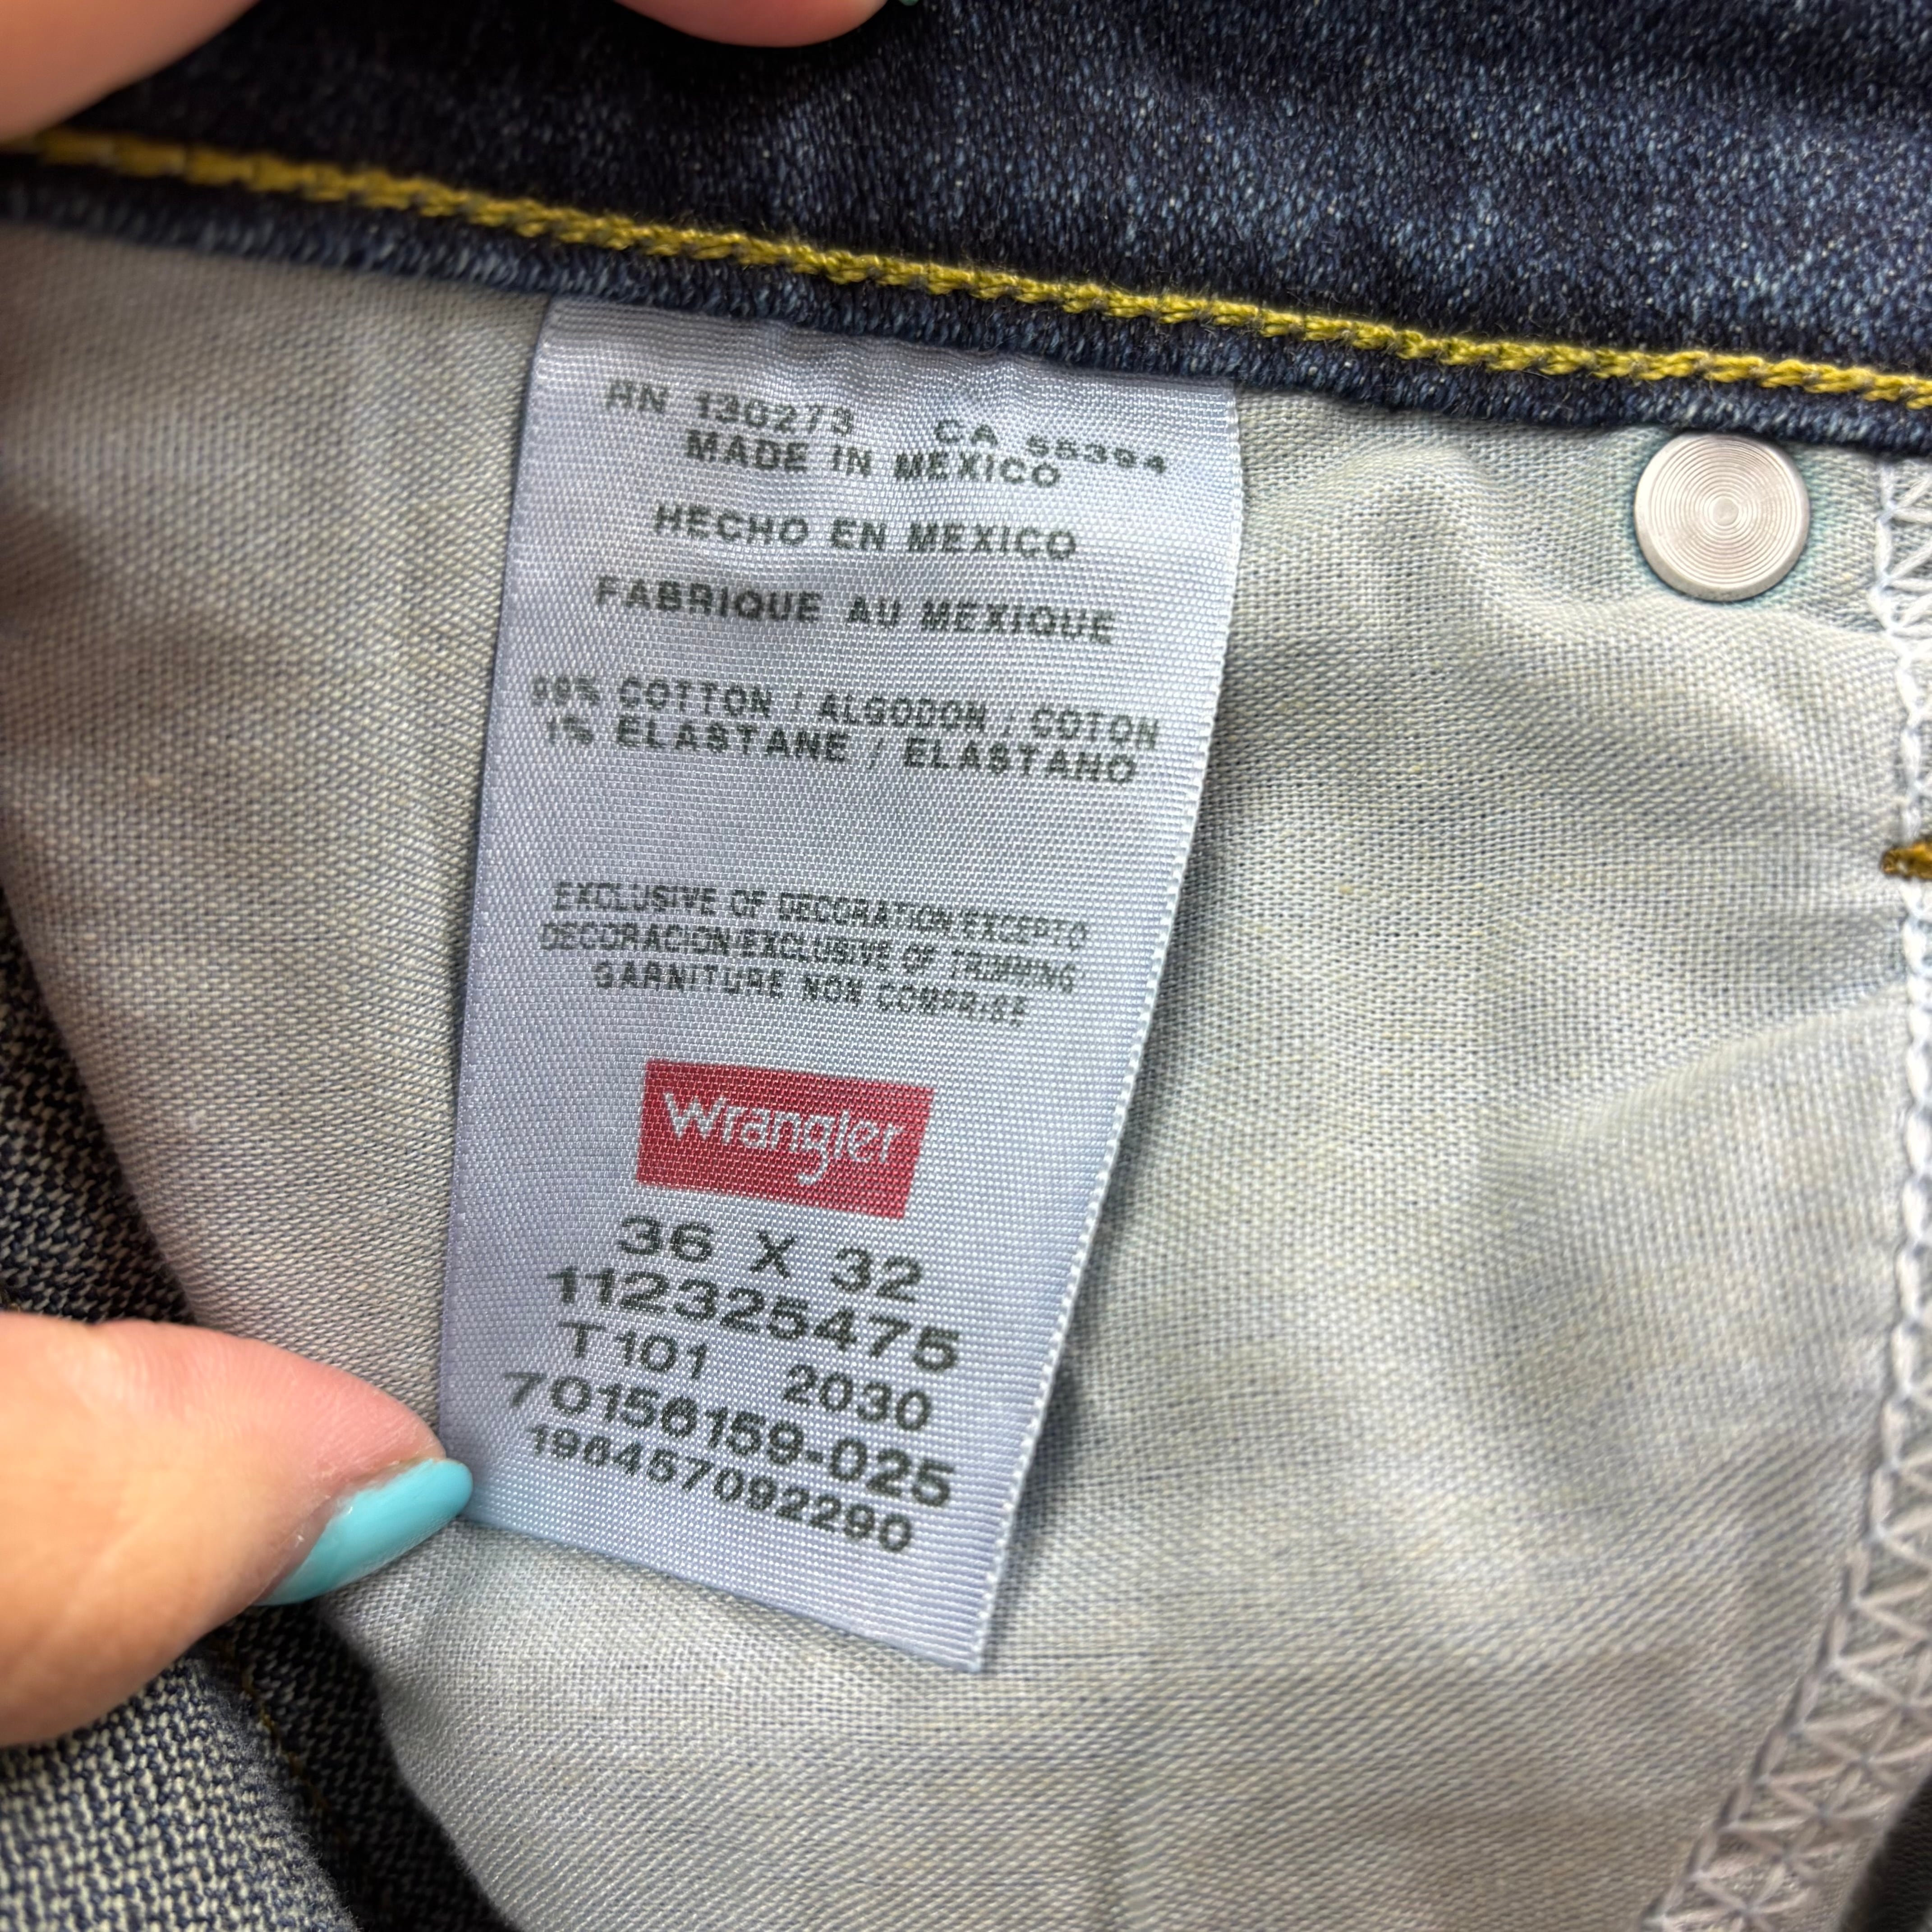 RN 130273 CA 55394
MADE IN MEXICO
HECHO EN MEXICO
FABRIQUE AU MEXIQUE
99% COTTON / ALGODON / COTON
1% ELASTANE / ELASTANO
EXCLUSIVE OF DECORATION/EXCEPTO
DECORACION/EXCLUSIVE OF TRIMMING
GARNITURE NON COMPRISE
Wrangler
36 X 32
112325475
T101 2030
70156159-025
196457092290